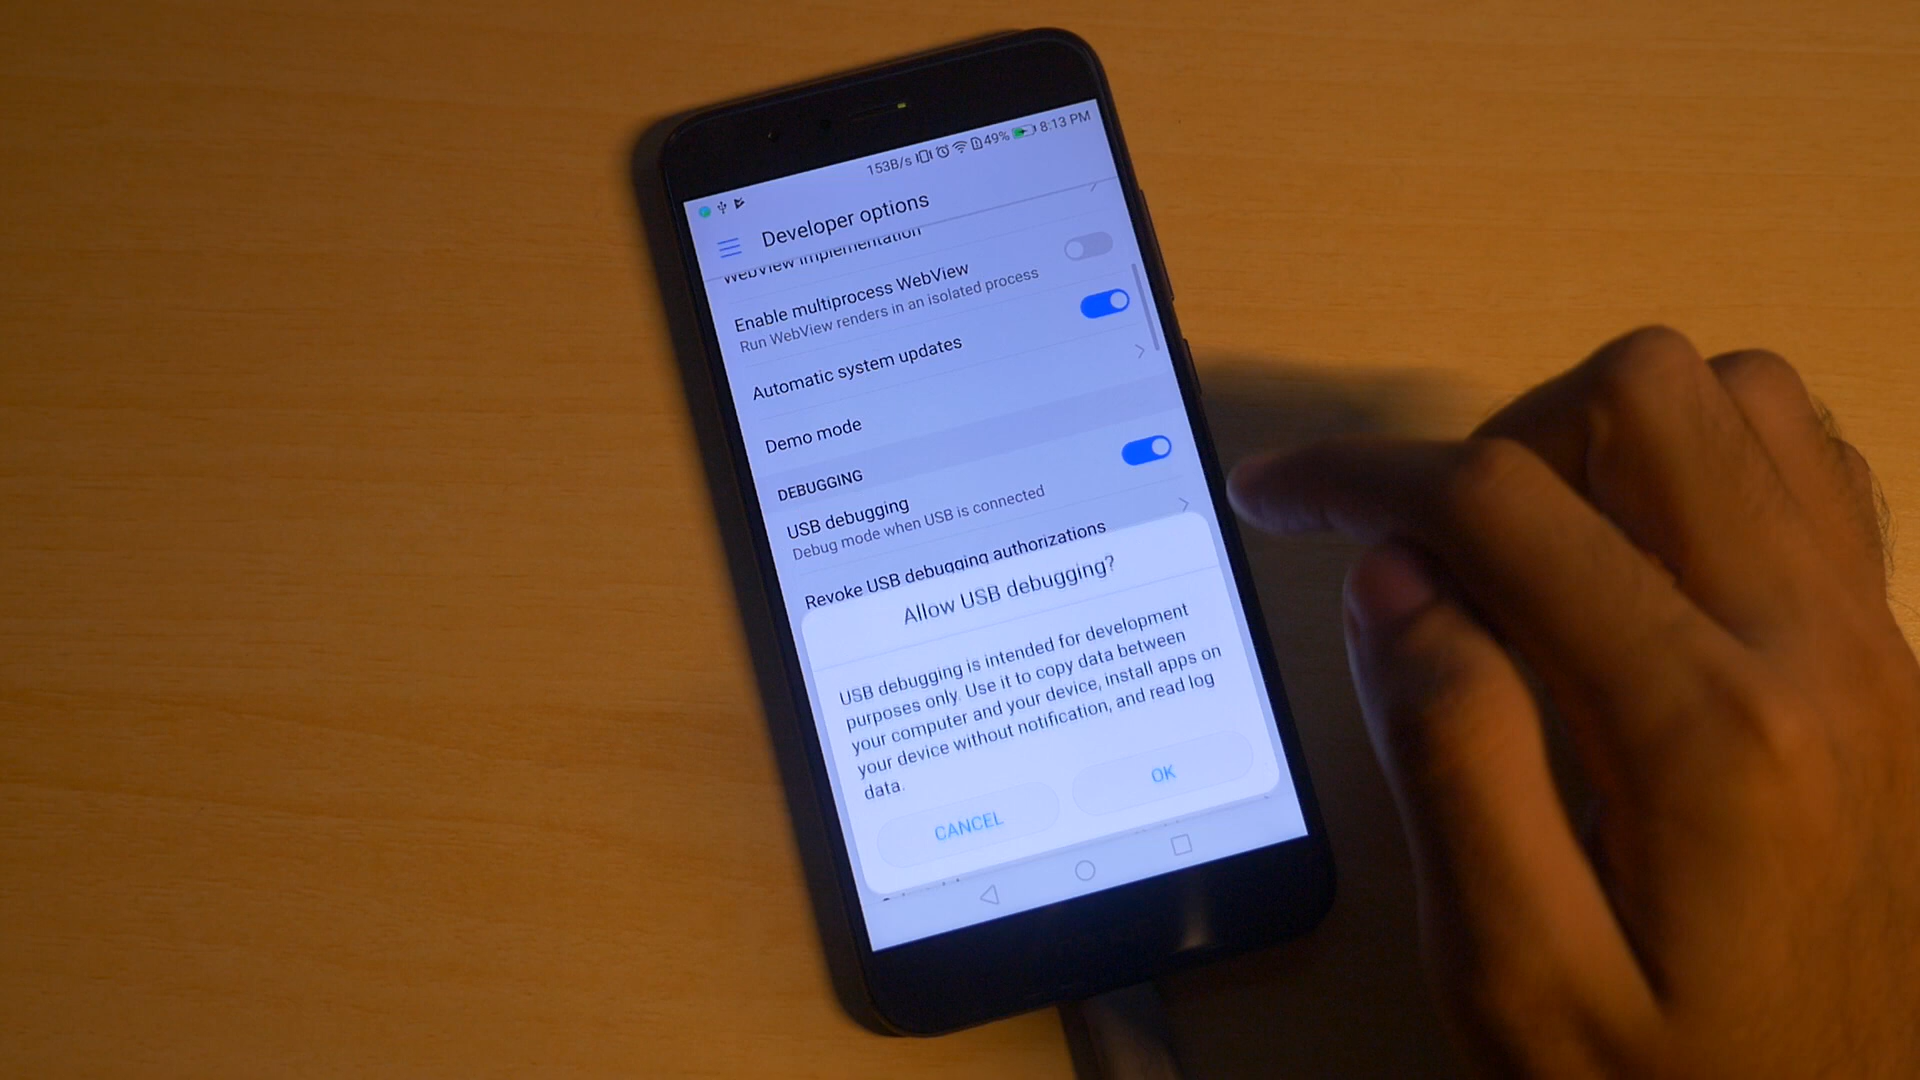 153B/s 49% 8:13 PM
Developer options
WebView implementation
Enable multiprocess WebView
Run WebView renders in an isolated process
Automatic system updates
Demo mode
DEBUGGING
USB debugging
Debug mode when USB is connected
Revoke USB debugging authorizations
Allow USB debugging?
USB debugging is intended for development
purposes only. Use it to copy data between
your computer and your device, install apps on
your device without notification, and read log
data.
CANCEL OK